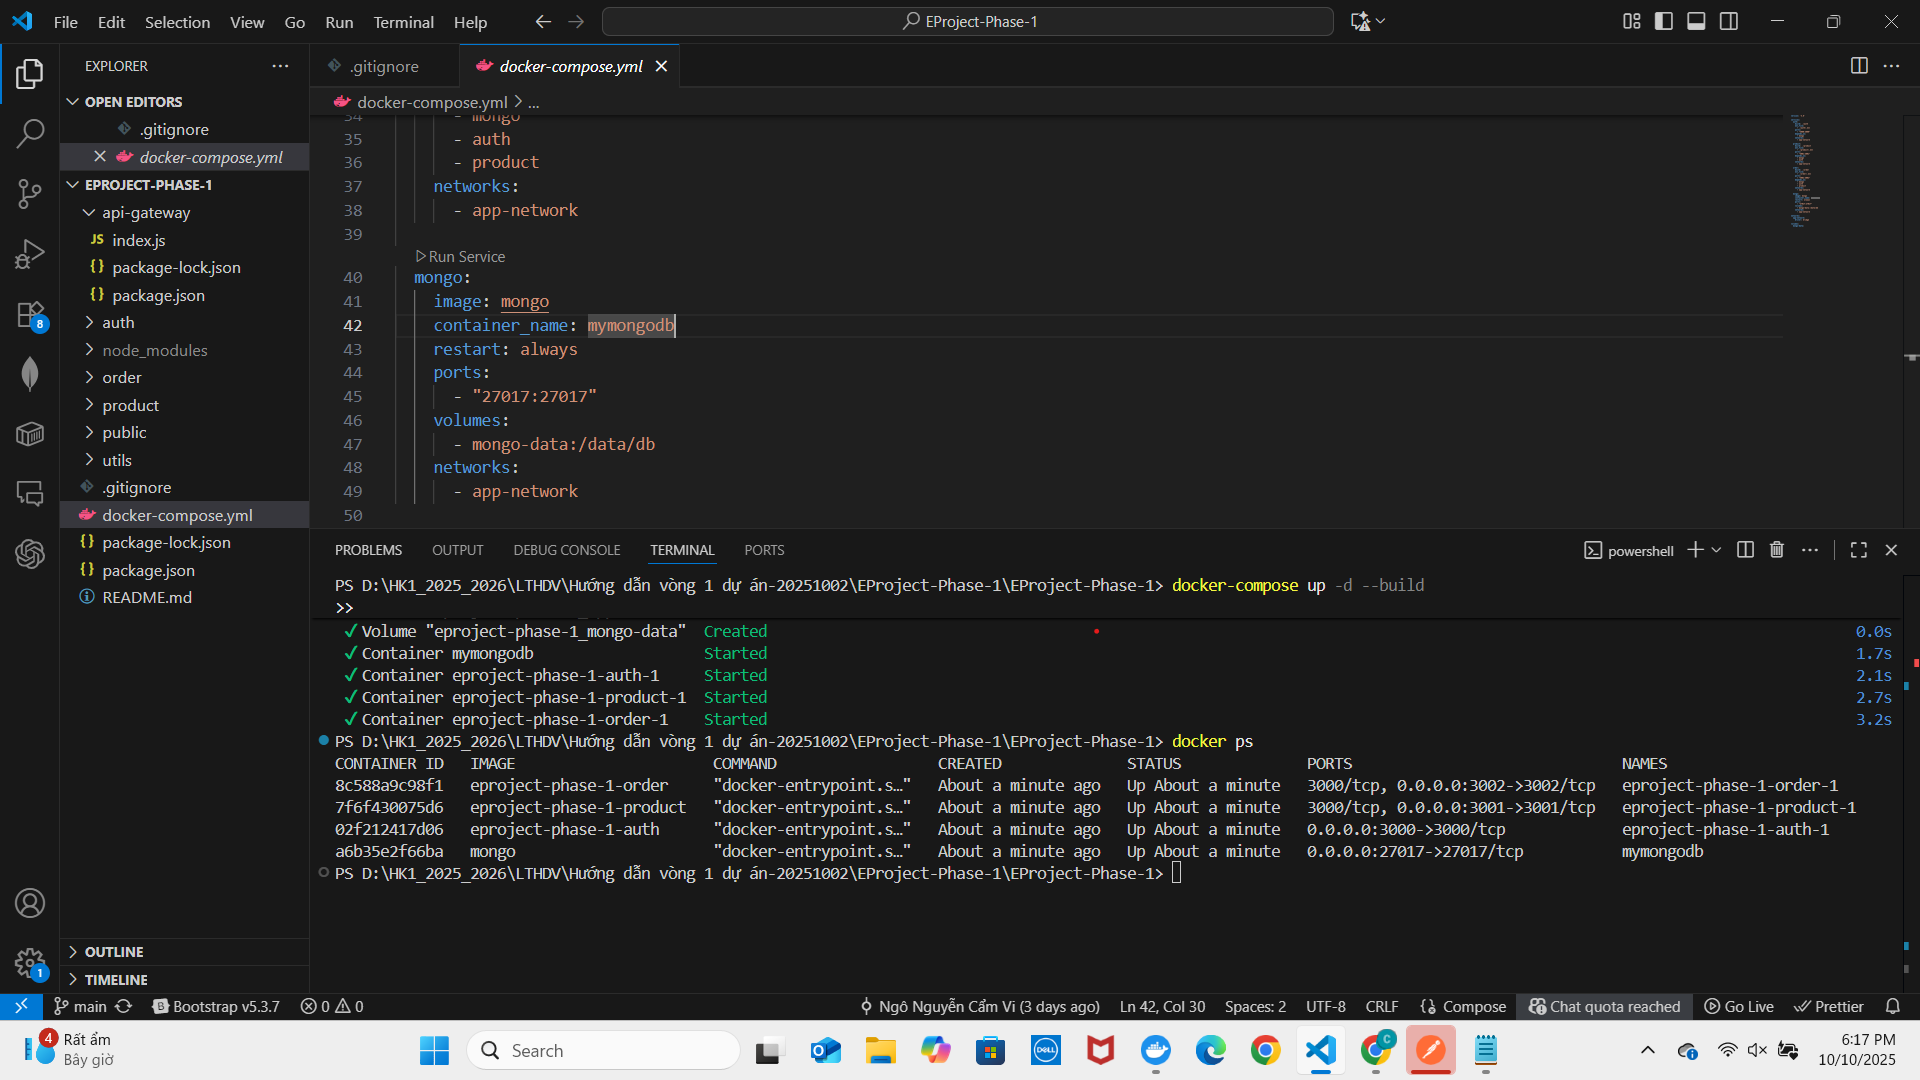 File Edit Selection View Go Run Terminal Help
EProject-Phase-1
EXPLORER
OPEN EDITORS
.gitignore
docker-compose.yml
EPROJECT-PHASE-1
api-gateway
JS index.js
{} package-lock.json
{} package.json
auth
node_modules
order
product
public
utils
.gitignore
docker-compose.yml
{} package-lock.json
{} package.json
README.md
OUTLINE
TIMELINE
8
1
.gitignore
docker-compose.yml
docker-compose.yml > ...
34 - mongo
35 - auth
36 - product
37 networks:
38 - app-network
39
Run Service
40 mongo:
41 image: mongo
42 container_name: mymongodb
43 restart: always
44 ports:
45 - "27017:27017"
46 volumes:
47 - mongo-data:/data/db
48 networks:
49 - app-network
50
PROBLEMS OUTPUT DEBUG CONSOLE TERMINAL PORTS
powershell
PS D:\HK1_2025_2026\LTHDV\Hướng dẫn vòng 1 dự án-20251002\EProject-Phase-1\EProject-Phase-1> docker-compose up -d --build
>>
✓ Volume "eproject-phase-1_mongo-data" Created 0.0s
✓ Container mymongodb Started 1.7s
✓ Container eproject-phase-1-auth-1 Started 2.1s
✓ Container eproject-phase-1-product-1 Started 2.7s
✓ Container eproject-phase-1-order-1 Started 3.2s
PS D:\HK1_2025_2026\LTHDV\Hướng dẫn vòng 1 dự án-20251002\EProject-Phase-1\EProject-Phase-1> docker ps
CONTAINER ID IMAGE COMMAND CREATED STATUS PORTS NAMES
8c588a9c98f1 eproject-phase-1-order "docker-entrypoint.s…" About a minute ago Up About a minute 3000/tcp, 0.0.0.0:3002->3002/tcp eproject-phase-1-order-1
7f6f430075d6 eproject-phase-1-product "docker-entrypoint.s…" About a minute ago Up About a minute 3000/tcp, 0.0.0.0:3001->3001/tcp eproject-phase-1-product-1
02f212417d06 eproject-phase-1-auth "docker-entrypoint.s…" About a minute ago Up About a minute 0.0.0.0:3000->3000/tcp eproject-phase-1-auth-1
a6b35e2f66ba mongo "docker-entrypoint.s…" About a minute ago Up About a minute 0.0.0.0:27017->27017/tcp mymongodb
PS D:\HK1_2025_2026\LTHDV\Hướng dẫn vòng 1 dự án-20251002\EProject-Phase-1\EProject-Phase-1>
main Bootstrap v5.3.7 0 0 Ngô Nguyễn Cẩm Vi (3 days ago) Ln 42, Col 30 Spaces: 2 UTF-8 CRLF Compose Chat quota reached Go Live Prettier
4 Rất ẩm
Bây giờ
Search
DELL
C
6:17 PM
10/10/2025